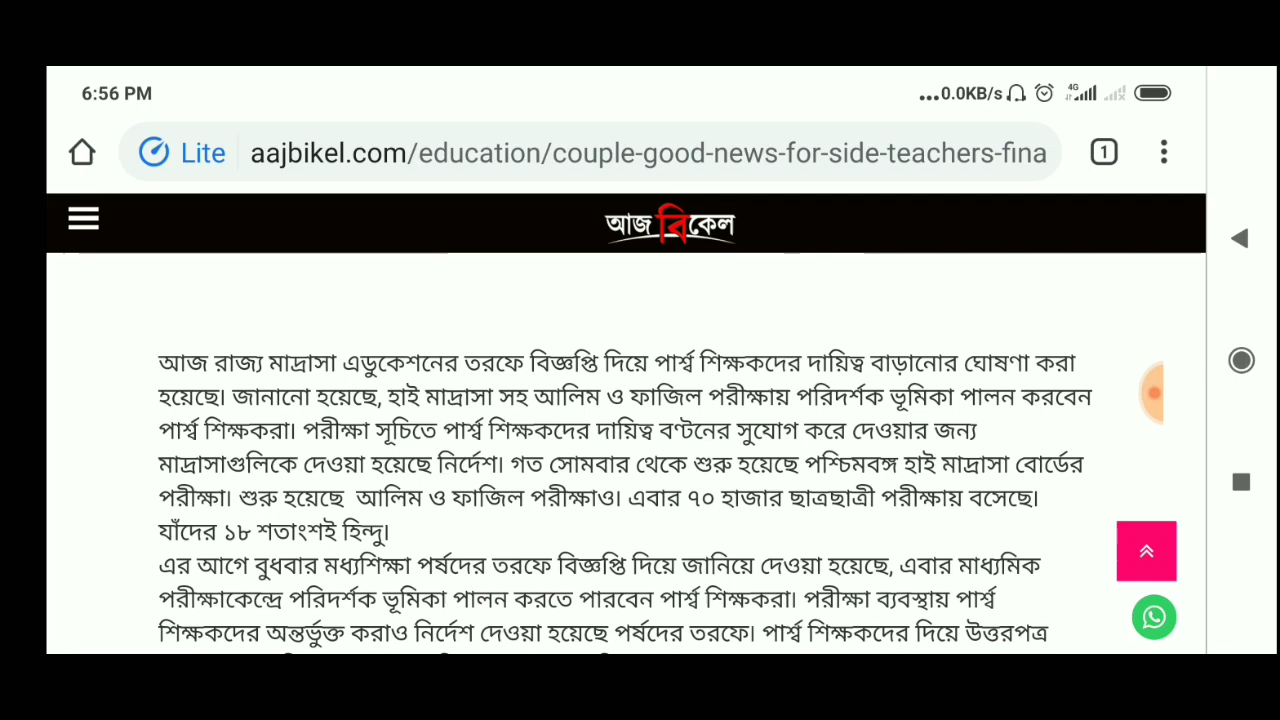 6:56 PM
...0.0KB/s 4G
Lite aajbikel.com/education/couple-good-news-for-side-teachers-fina 1
আজ বিকেল
আজ রাজ্য মাদ্রাসা এডুকেশনের তরফে বিজ্ঞপ্তি দিয়ে পার্শ্ব শিক্ষকদের দায়িত্ব বাড়ানোর ঘোষণা করা
হয়েছে। জানানো হয়েছে, হাই মাদ্রাসা সহ আলিম ও ফাজিল পরীক্ষায় পরিদর্শক ভূমিকা পালন করবেন
পার্শ্ব শিক্ষকরা। পরীক্ষা সূচিতে পার্শ্ব শিক্ষকদের দায়িত্ব বণ্টনের সুযোগ করে দেওয়ার জন্য
মাদ্রাসাগুলিকে দেওয়া হয়েছে নির্দেশ। গত সোমবার থেকে শুরু হয়েছে পশ্চিমবঙ্গ হাই মাদ্রাসা বোর্ডের
পরীক্ষা। শুরু হয়েছে আলিম ও ফাজিল পরীক্ষাও। এবার ৭০ হাজার ছাত্রছাত্রী পরীক্ষায় বসেছে।
যাঁদের ১৮ শতাংশই হিন্দু।
এর আগে বুধবার মধ্যশিক্ষা পর্ষদের তরফে বিজ্ঞপ্তি দিয়ে জানিয়ে দেওয়া হয়েছে, এবার মাধ্যমিক
পরীক্ষাকেন্দ্রে পরিদর্শক ভূমিকা পালন করতে পারবেন পার্শ্ব শিক্ষকরা। পরীক্ষা ব্যবস্থায় পার্শ্ব
শিক্ষকদের অন্তর্ভুক্ত করাও নির্দেশ দেওয়া হয়েছে পর্ষদের তরফে। পার্শ্ব শিক্ষকদের দিয়ে উত্তরপত্র